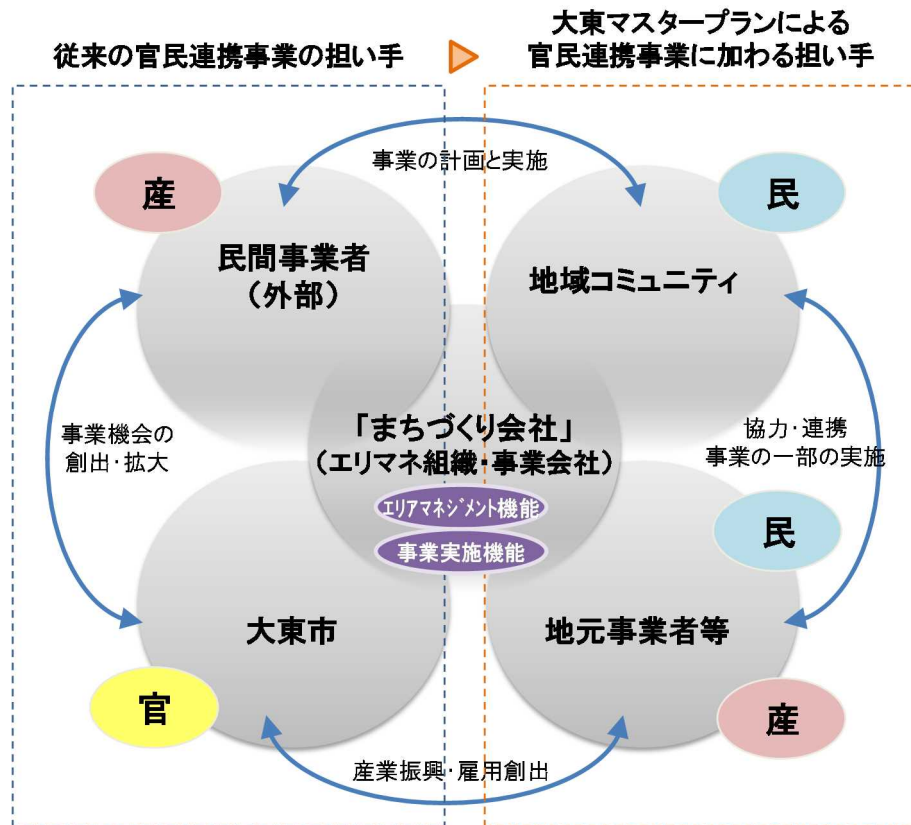 従来の官民連携事業の担い手
大東マスタープランによる
官民連携事業に加わる担い手
事業の計画と実施
産
民
民間事業者
（外部）
地域コミュニティ
事業機会の
創出・拡大
「まちづくり会社」
（エリマネ組織・事業会社）
協力・連携
事業の一部の実施
エリアマネジメント機能
事業実施機能
民
大東市
地元事業者等
官
産
産業振興・雇用創出